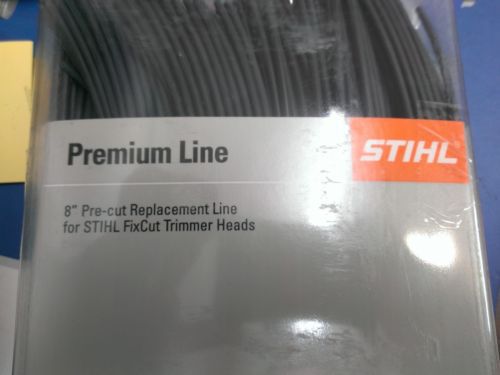 Premium Line
STIHL
8" Pre-cut Replacement Line
for STIHL FixCut Trimmer Heads